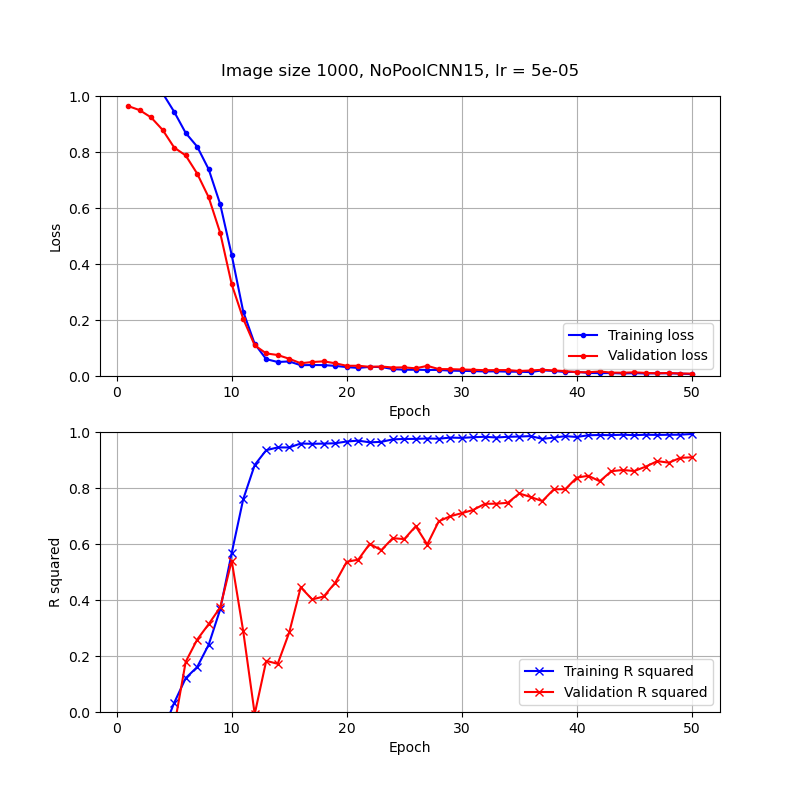 Image size 1000, NoPoolCNN15, lr = 5e-05
1.0
0.8
0.6
0.4
0.2
0.0
Loss
Training loss
Validation loss
0 10 20 30 40 50
Epoch
1.0
0.8
0.6
0.4
0.2
0.0
R squared
Training R squared
Validation R squared
0 10 20 30 40 50
Epoch